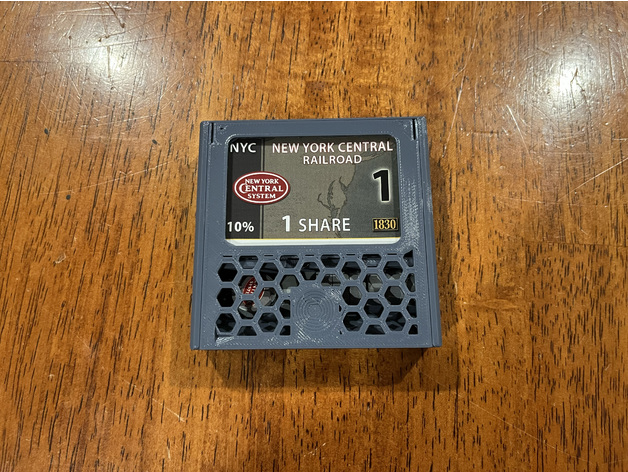 NYC NEW YORK CENTRAL
RAILROAD
1
NEW YORK
CENTRAL
SYSTEM
10% 1 SHARE 1830